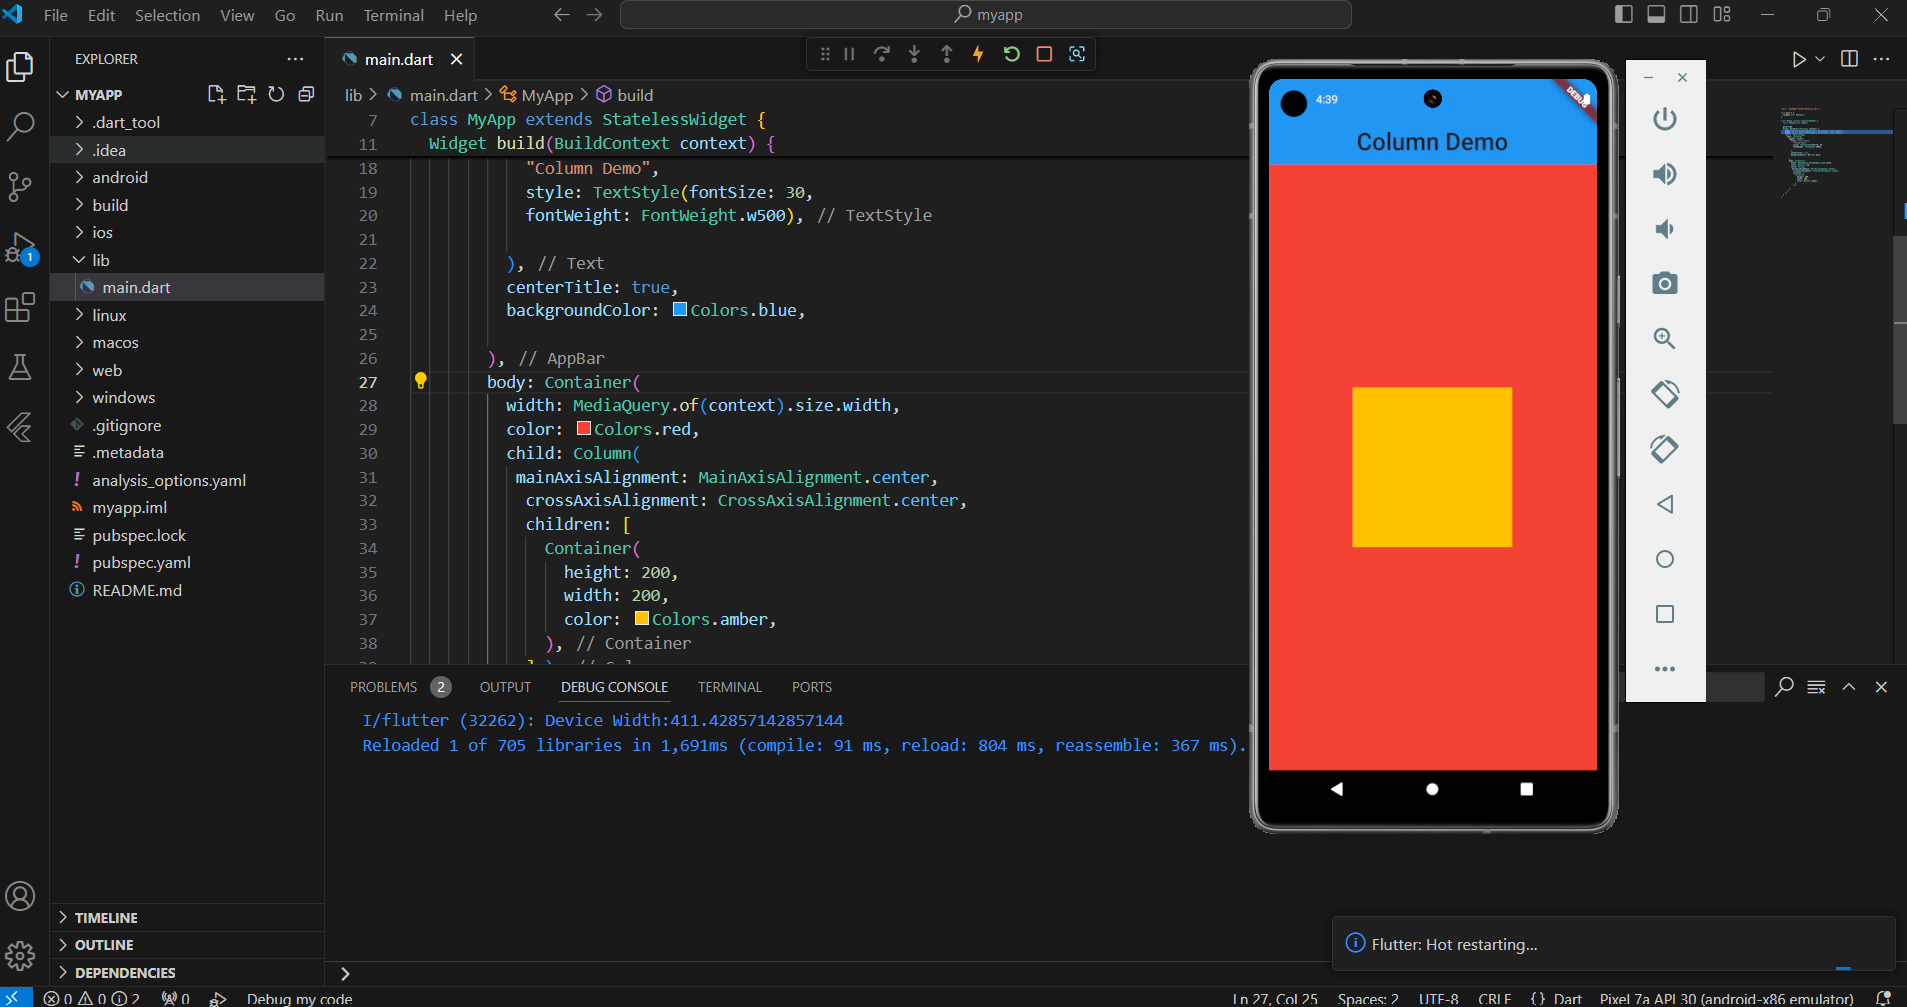 File Edit Selection View Go Run Terminal Help
myapp
EXPLORER
MYAPP
.dart_tool
.idea
android
build
ios
lib
main.dart
linux
macos
web
windows
.gitignore
.metadata
analysis_options.yaml
myapp.iml
pubspec.lock
pubspec.yaml
README.md
TIMELINE
OUTLINE
DEPENDENCIES
1
main.dart
lib > main.dart > MyApp > build
7 class MyApp extends StatelessWidget {
11 Widget build(BuildContext context) {
18 "Column Demo",
19 style: TextStyle(fontSize: 30,
20 fontWeight: FontWeight.w500), // TextStyle
21
22 ), // Text
23 centerTitle: true,
24 backgroundColor: Colors.blue,
25
26 ), // AppBar
27 body: Container(
28 width: MediaQuery.of(context).size.width,
29 color: Colors.red,
30 child: Column(
31 mainAxisAlignment: MainAxisAlignment.center,
32 crossAxisAlignment: CrossAxisAlignment.center,
33 children: [
34 Container(
35 height: 200,
36 width: 200,
37 color: Colors.amber,
38 ), // Container
PROBLEMS 2 OUTPUT DEBUG CONSOLE TERMINAL PORTS
I/flutter (32262): Device Width:411.42857142857144
Reloaded 1 of 705 libraries in 1,691ms (compile: 91 ms, reload: 804 ms, reassemble: 367 ms).
4:39
DEBUG
Column Demo
Flutter: Hot restarting...
0 0 2 0 Debug my code
Ln 27, Col 25 Spaces: 2 UTF-8 CRLF {} Dart Pixel 7a API 30 (android-x86 emulator)